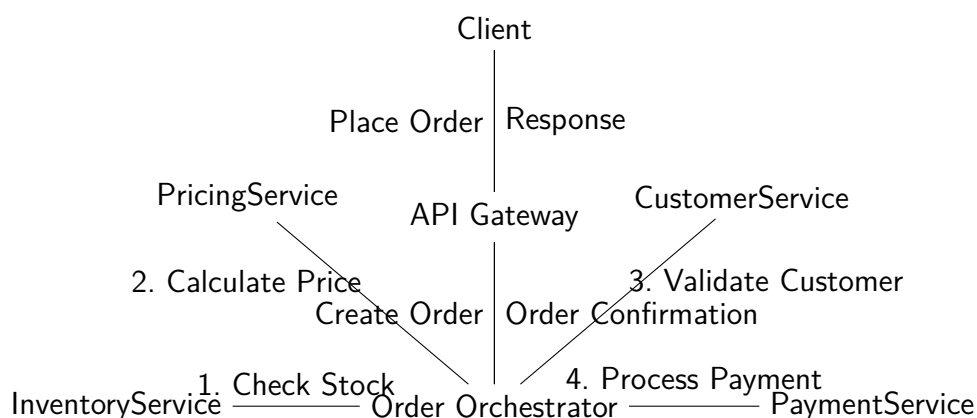 Client
Place Order
Response
PricingService
CustomerService
API Gateway
2. Calculate Price
3. Validate Customer
Create Order
Order Confirmation
1. Check Stock
4. Process Payment
InventoryService
Order Orchestrator
PaymentService